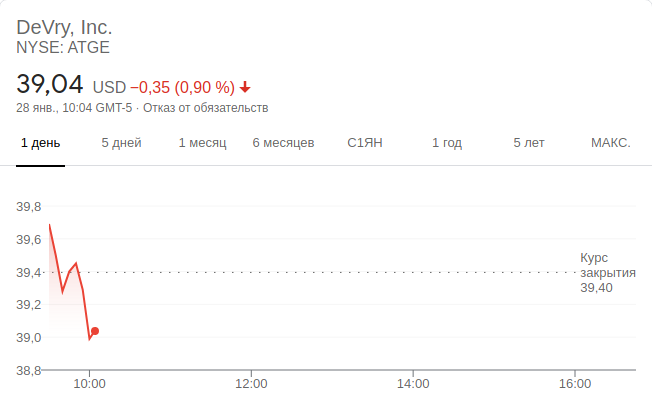 DeVry, Inc.
NYSE: ATGE
39,04 USD −0,35 (0,90 %)
28 янв., 10:04 GMT-5 · Отказ от обязательств
1 день 5 дней 1 месяц 6 месяцев С1ЯН 1 год 5 лет МАКС.
39,8
39,6
39,4
39,2
39,0
38,8
Курс
закрытия
39,40
10:00 12:00 14:00 16:00